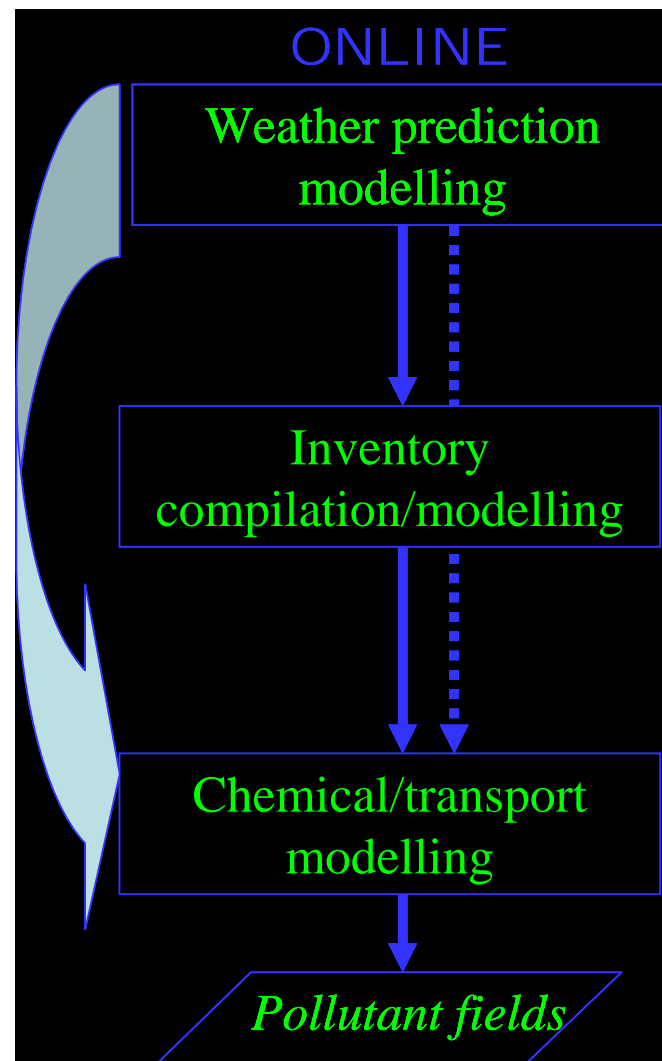 ONLINE
Weather prediction
modelling
Inventory
compilation/modelling
Chemical/transport
modelling
Pollutant fields